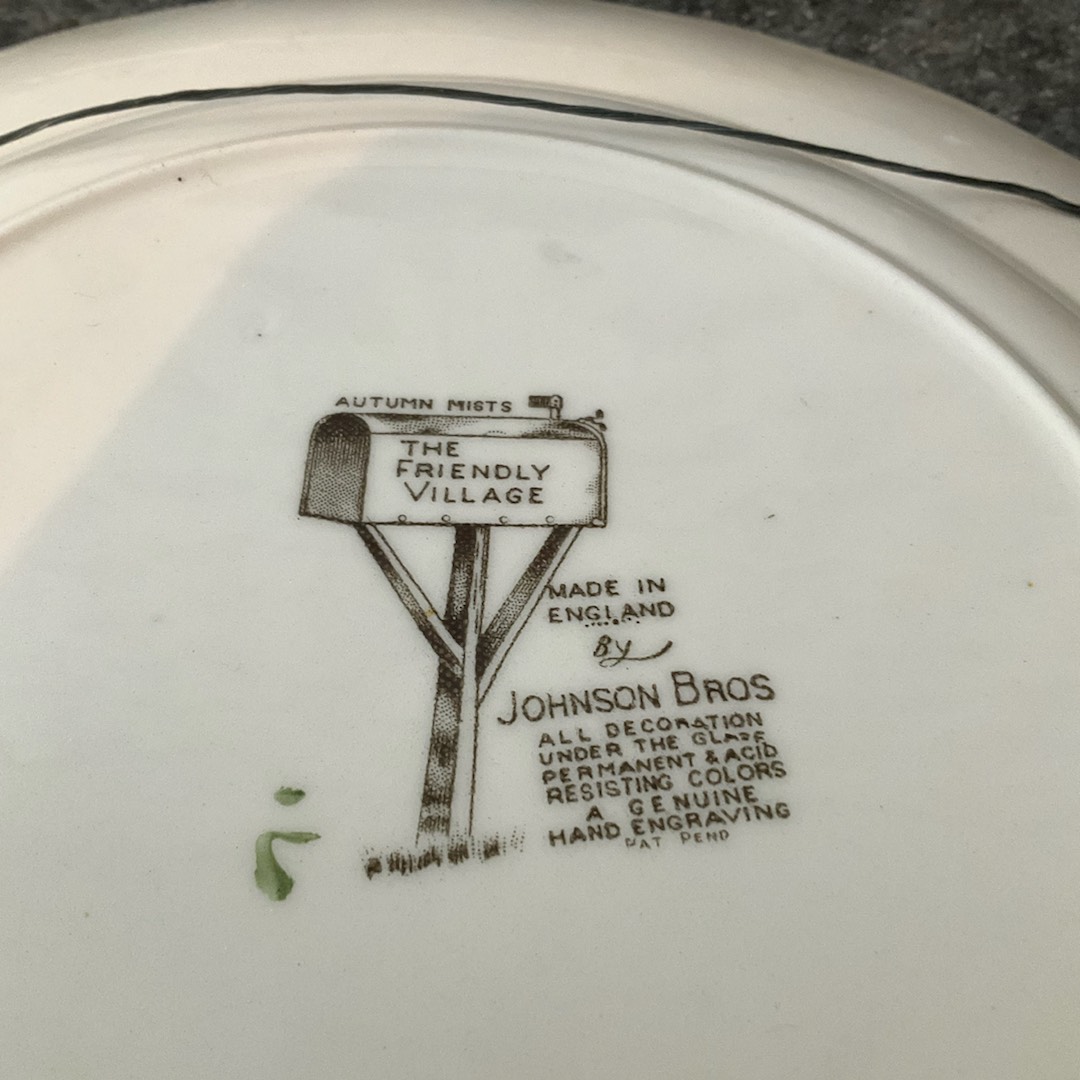 AUTUMN MISTS
THE
FRIENDLY
VILLAGE
MADE IN
ENGLAND
By
JOHNSON BROS
ALL DECORATION
UNDER THE GLAZE
PERMANENT & ACID
RESISTING COLORS
A GENUINE
HAND ENGRAVING
PAT PEND